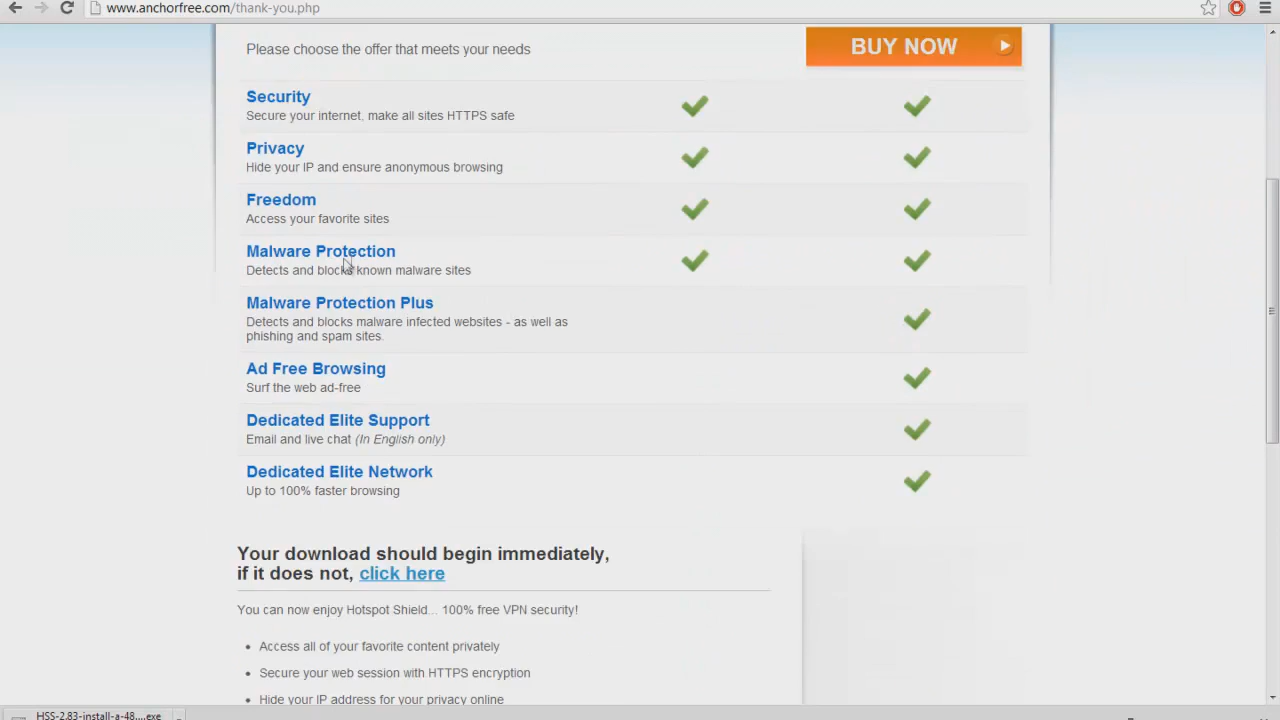 www.anchorfree.com/thank-you.php
Please choose the offer that meets your needs
BUY NOW
Security
Secure your internet, make all sites HTTPS safe
Privacy
Hide your IP and ensure anonymous browsing
Freedom
Access your favorite sites
Malware Protection
Detects and blocks known malware sites
Malware Protection Plus
Detects and blocks malware infected websites - as well as
phishing and spam sites.
Ad Free Browsing
Surf the web ad-free
Dedicated Elite Support
Email and live chat (In English only)
Dedicated Elite Network
Up to 100% faster browsing
Your download should begin immediately,
if it does not, click here
You can now enjoy Hotspot Shield... 100% free VPN security!
• Access all of your favorite content privately
• Secure your web session with HTTPS encryption
• Hide your IP address for your privacy online
HSS-2.83-install-a-48....exe